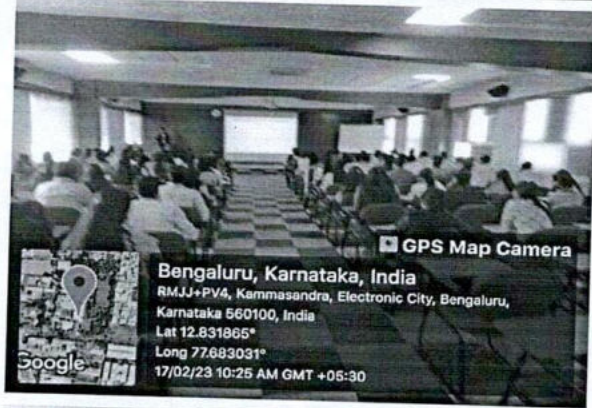 GPS Map Camera
Bengaluru, Karnataka, India
RMJJ+PV4, Kammasandra, Electronic City, Bengaluru,
Karnataka 560100, India
Lat 12.831865°
Long 77.683031°
17/02/23 10:25 AM GMT +05:30
Google